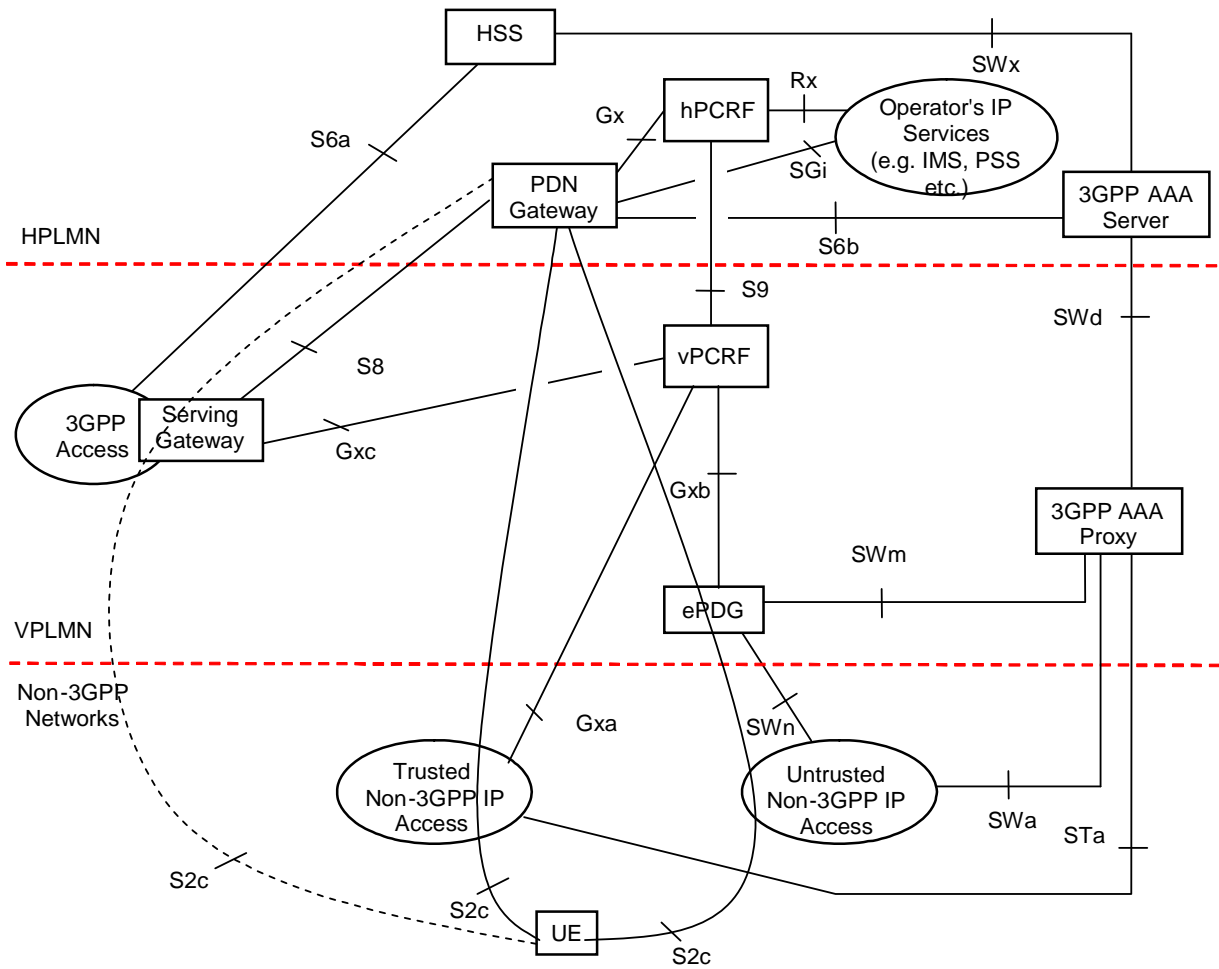 HSS
SWx
Rx
hPCRF
Gx
Operator's IP
Services
(e.g. IMS, PSS
etc.)
S6a
SGi
PDN
Gateway
3GPP AAA
Server
HPLMN
S6b
S9
SWd
vPCRF
S8
3GPP
Access
Serving
Gateway
Gxc
Gxb
3GPP AAA
Proxy
SWm
ePDG
VPLMN
Non-3GPP
Networks
Gxa
SWn
Trusted
Non-3GPP IP
Access
Untrusted
Non-3GPP IP
Access
SWa
STa
S2c
S2c
UE
S2c